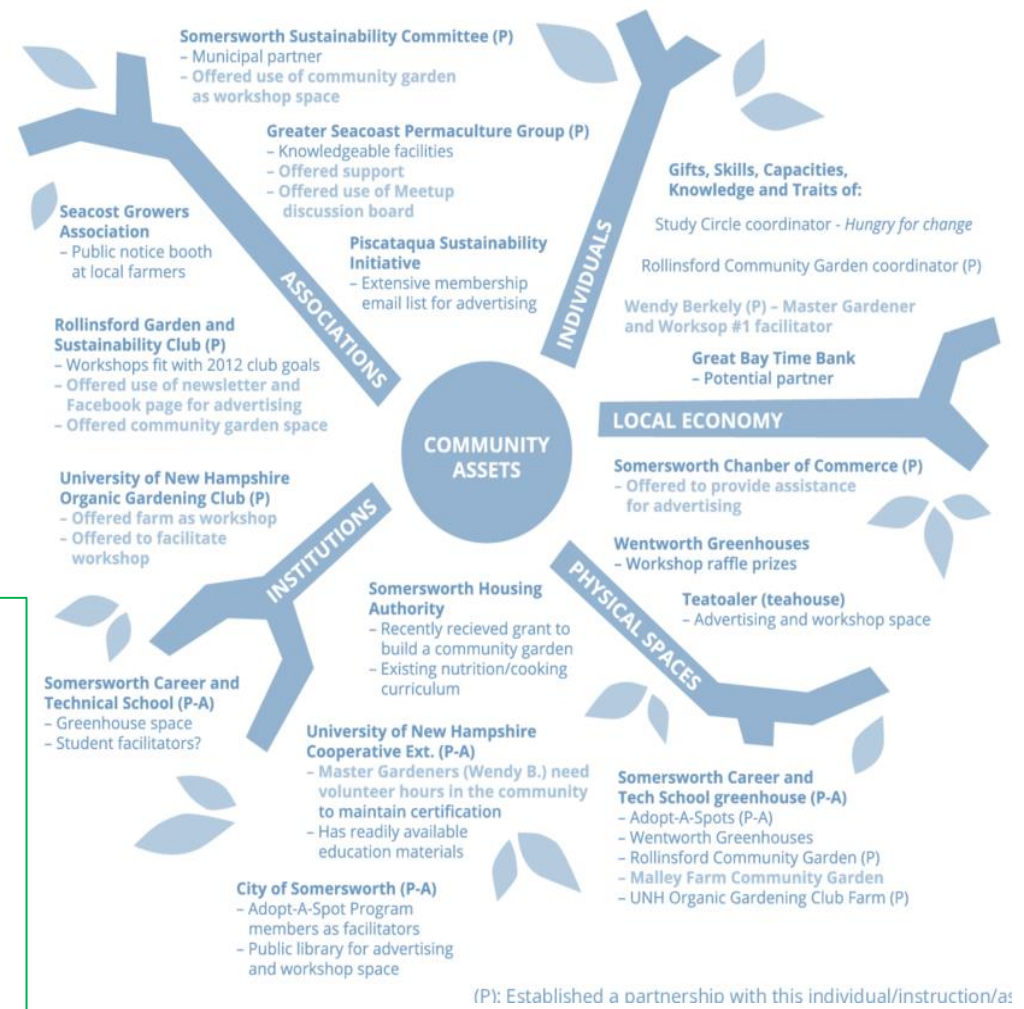 Somersworth Sustainability Committee (P)
– Municipal partner
– Offered use of community garden
as workshop space
Greater Seacoast Permaculture Group (P)
– Knowledgeable facilities
– Offered support
– Offered use of Meetup
discussion board
Seacost Growers
Association
– Public notice booth
at local farmers
Piscataqua Sustainability
Initiative
– Extensive membership
email list for advertising
Rollinsford Garden and
Sustainability Club (P)
– Workshops fit with 2012 club goals
– Offered use of newsletter and
Facebook page for advertising
– Offered community garden space
ASSOCIATIONS
INDIVIDUALS
Gifts, Skills, Capacities,
Knowledge and Traits of:
Study Circle coordinator - Hungry for change
Rollinsford Community Garden coordinator (P)
Wendy Berkely (P) – Master Gardener
and Worksop #1 facilitator
Great Bay Time Bank
– Potential partner
LOCAL ECONOMY
COMMUNITY
ASSETS
Somersworth Chanber of Commerce (P)
– Offered to provide assistance
for advertising
Wentworth Greenhouses
– Workshop raffle prizes
Teatoaler (teahouse)
– Advertising and workshop space
University of New Hampshire
Organic Gardening Club (P)
– Offered farm as workshop
– Offered to facilitate
workshop
INSTITUTIONS
PHYSICAL SPACES
Somersworth Housing
Authority
– Recently recieved grant to
build a community garden
– Existing nutrition/cooking
curriculum
Somersworth Career and
Technical School (P-A)
– Greenhouse space
– Student facilitators?
University of New Hampshire
Cooperative Ext. (P-A)
– Master Gardeners (Wendy B.) need
volunteer hours in the community
to maintain certification
– Has readily available
education materials
City of Somersworth (P-A)
– Adopt-A-Spot Program
members as facilitators
– Public library for advertising
and workshop space
Somersworth Career and
Tech School greenhouse (P-A)
– Adopt-A-Spots (P-A)
– Wentworth Greenhouses
– Rollinsford Community Garden (P)
– Malley Farm Community Garden
– UNH Organic Gardening Club Farm (P)
(P): Established a partnership with this individual/instruction/as